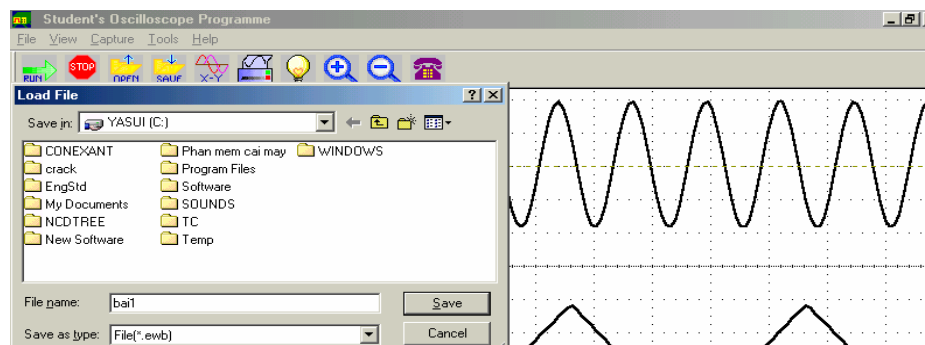 Student's Oscilloscope Programme
File View Capture Tools Help
RUN STOP OPEN SAVE X-Y
Load File
Save in: YASUI (C:)
CONEXANT Phan mem cai may WINDOWS
crack Program Files
EngStd Software
My Documents SOUNDS
NCDTREE TC
New Software Temp
File name: bai1 Save
Save as type: File(*.ewb) Cancel